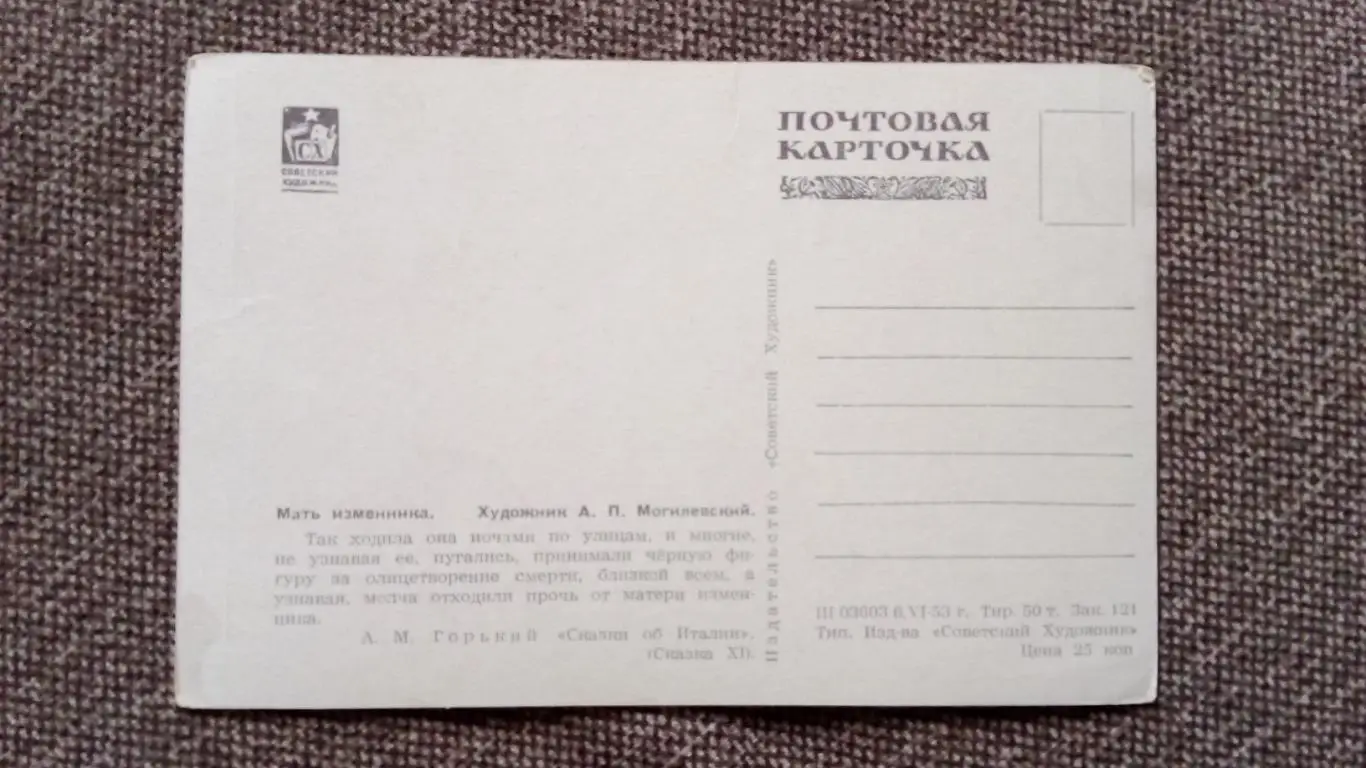 СХ
СОВЕТСКИЙ
ХУДОЖНИК
ПОЧТОВАЯ
КАРТОЧКА
Мать изменника. Художник А. П. Могилевский.
Так ходила она ночами по улицам, и многие,
не узнавая ее, пугались, принимали чёрную фи-
гуру за олицетворение смерти, близкой всем, а
узнавая, молча отходили прочь от матери измен-
ника.
А. М. Горький «Сказки об Италии».
(Сказка XI).
Издательство «Советский Художник»
Ш 03603 6.VI-53 г. Тир. 50 т. Зак. 121
Тип. Изд-ва «Советский Художник»
Цена 25 коп